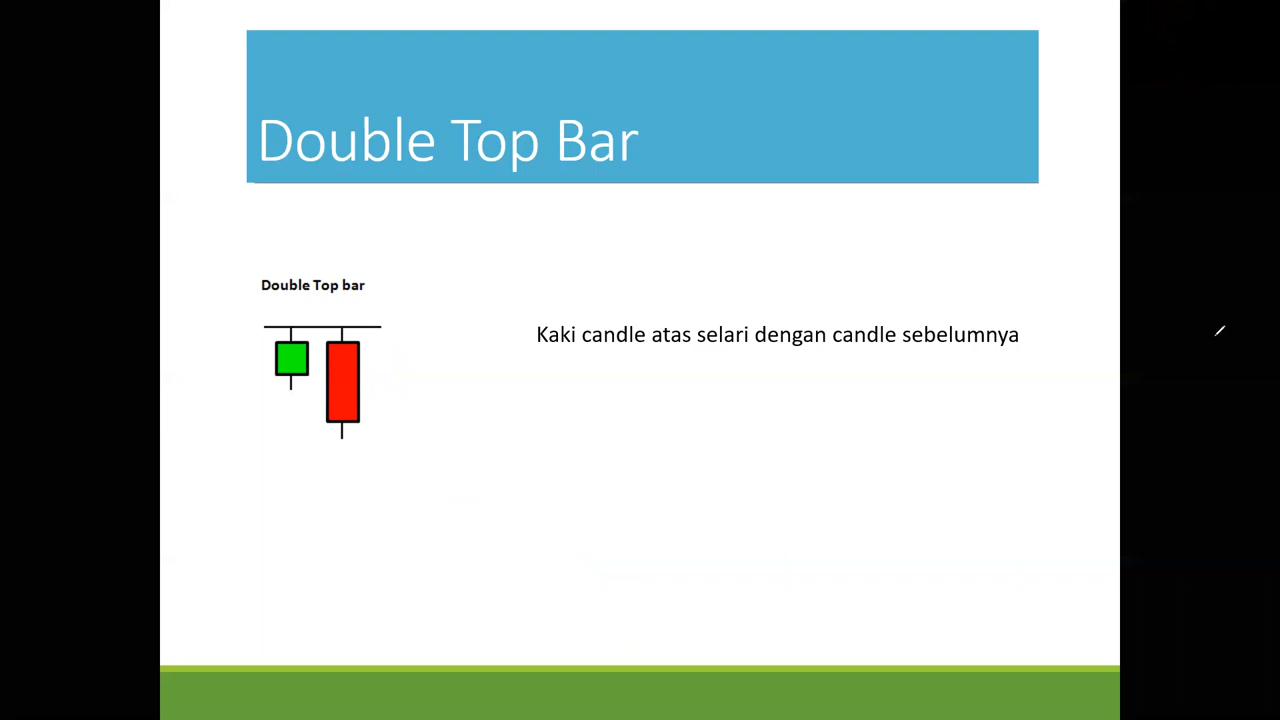 Double Top Bar
Double Top bar
Kaki candle atas selari dengan candle sebelumnya